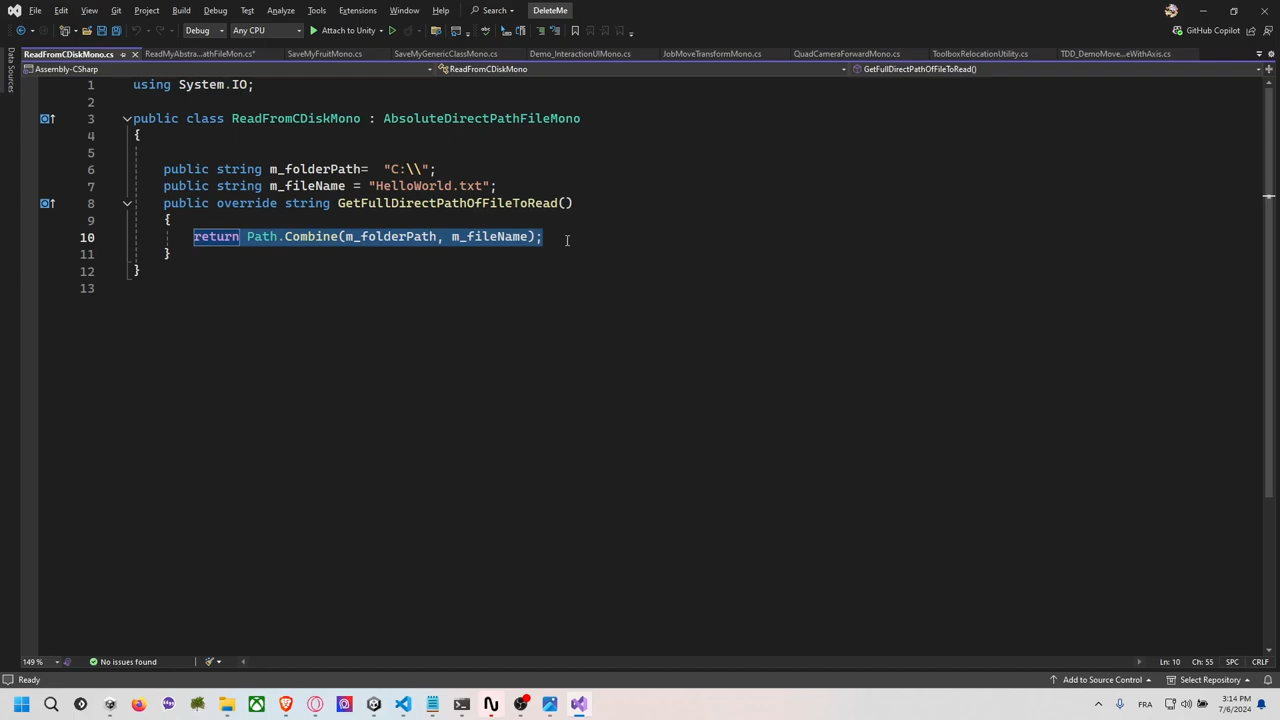 File Edit View Git Project Build Debug Test Analyze Tools Extensions Window Help Search DeleteMe
Debug Any CPU Attach to Unity GitHub Copilot
ReadFromCDiskMono.cs ReadMyAbstra...athFileMon.cs* SaveMyFruitMono.cs SaveMyGenericClassMono.cs Demo_InteractionUIMono.cs JobMoveTransformMono.cs QuadCameraForwardMono.cs ToolboxRelocationUtility.cs TDD_DemoMove...eWithAxis.cs
Data Sources
Assembly-CSharp ReadFromCDiskMono GetFullDirectPathOfFileToRead()
1 using System.IO;
2
3 public class ReadFromCDiskMono : AbsoluteDirectPathFileMono
4 {
5
6 public string m_folderPath= "C:\\";
7 public string m_fileName = "HelloWorld.txt";
8 public override string GetFullDirectPathOfFileToRead()
9 {
10 return Path.Combine(m_folderPath, m_fileName);
11 }
12 }
13
149 % No issues found Ln: 10 Ch: 55 SPC CRLF
Ready Add to Source Control Select Repository
FRA 3:14 PM
7/6/2024